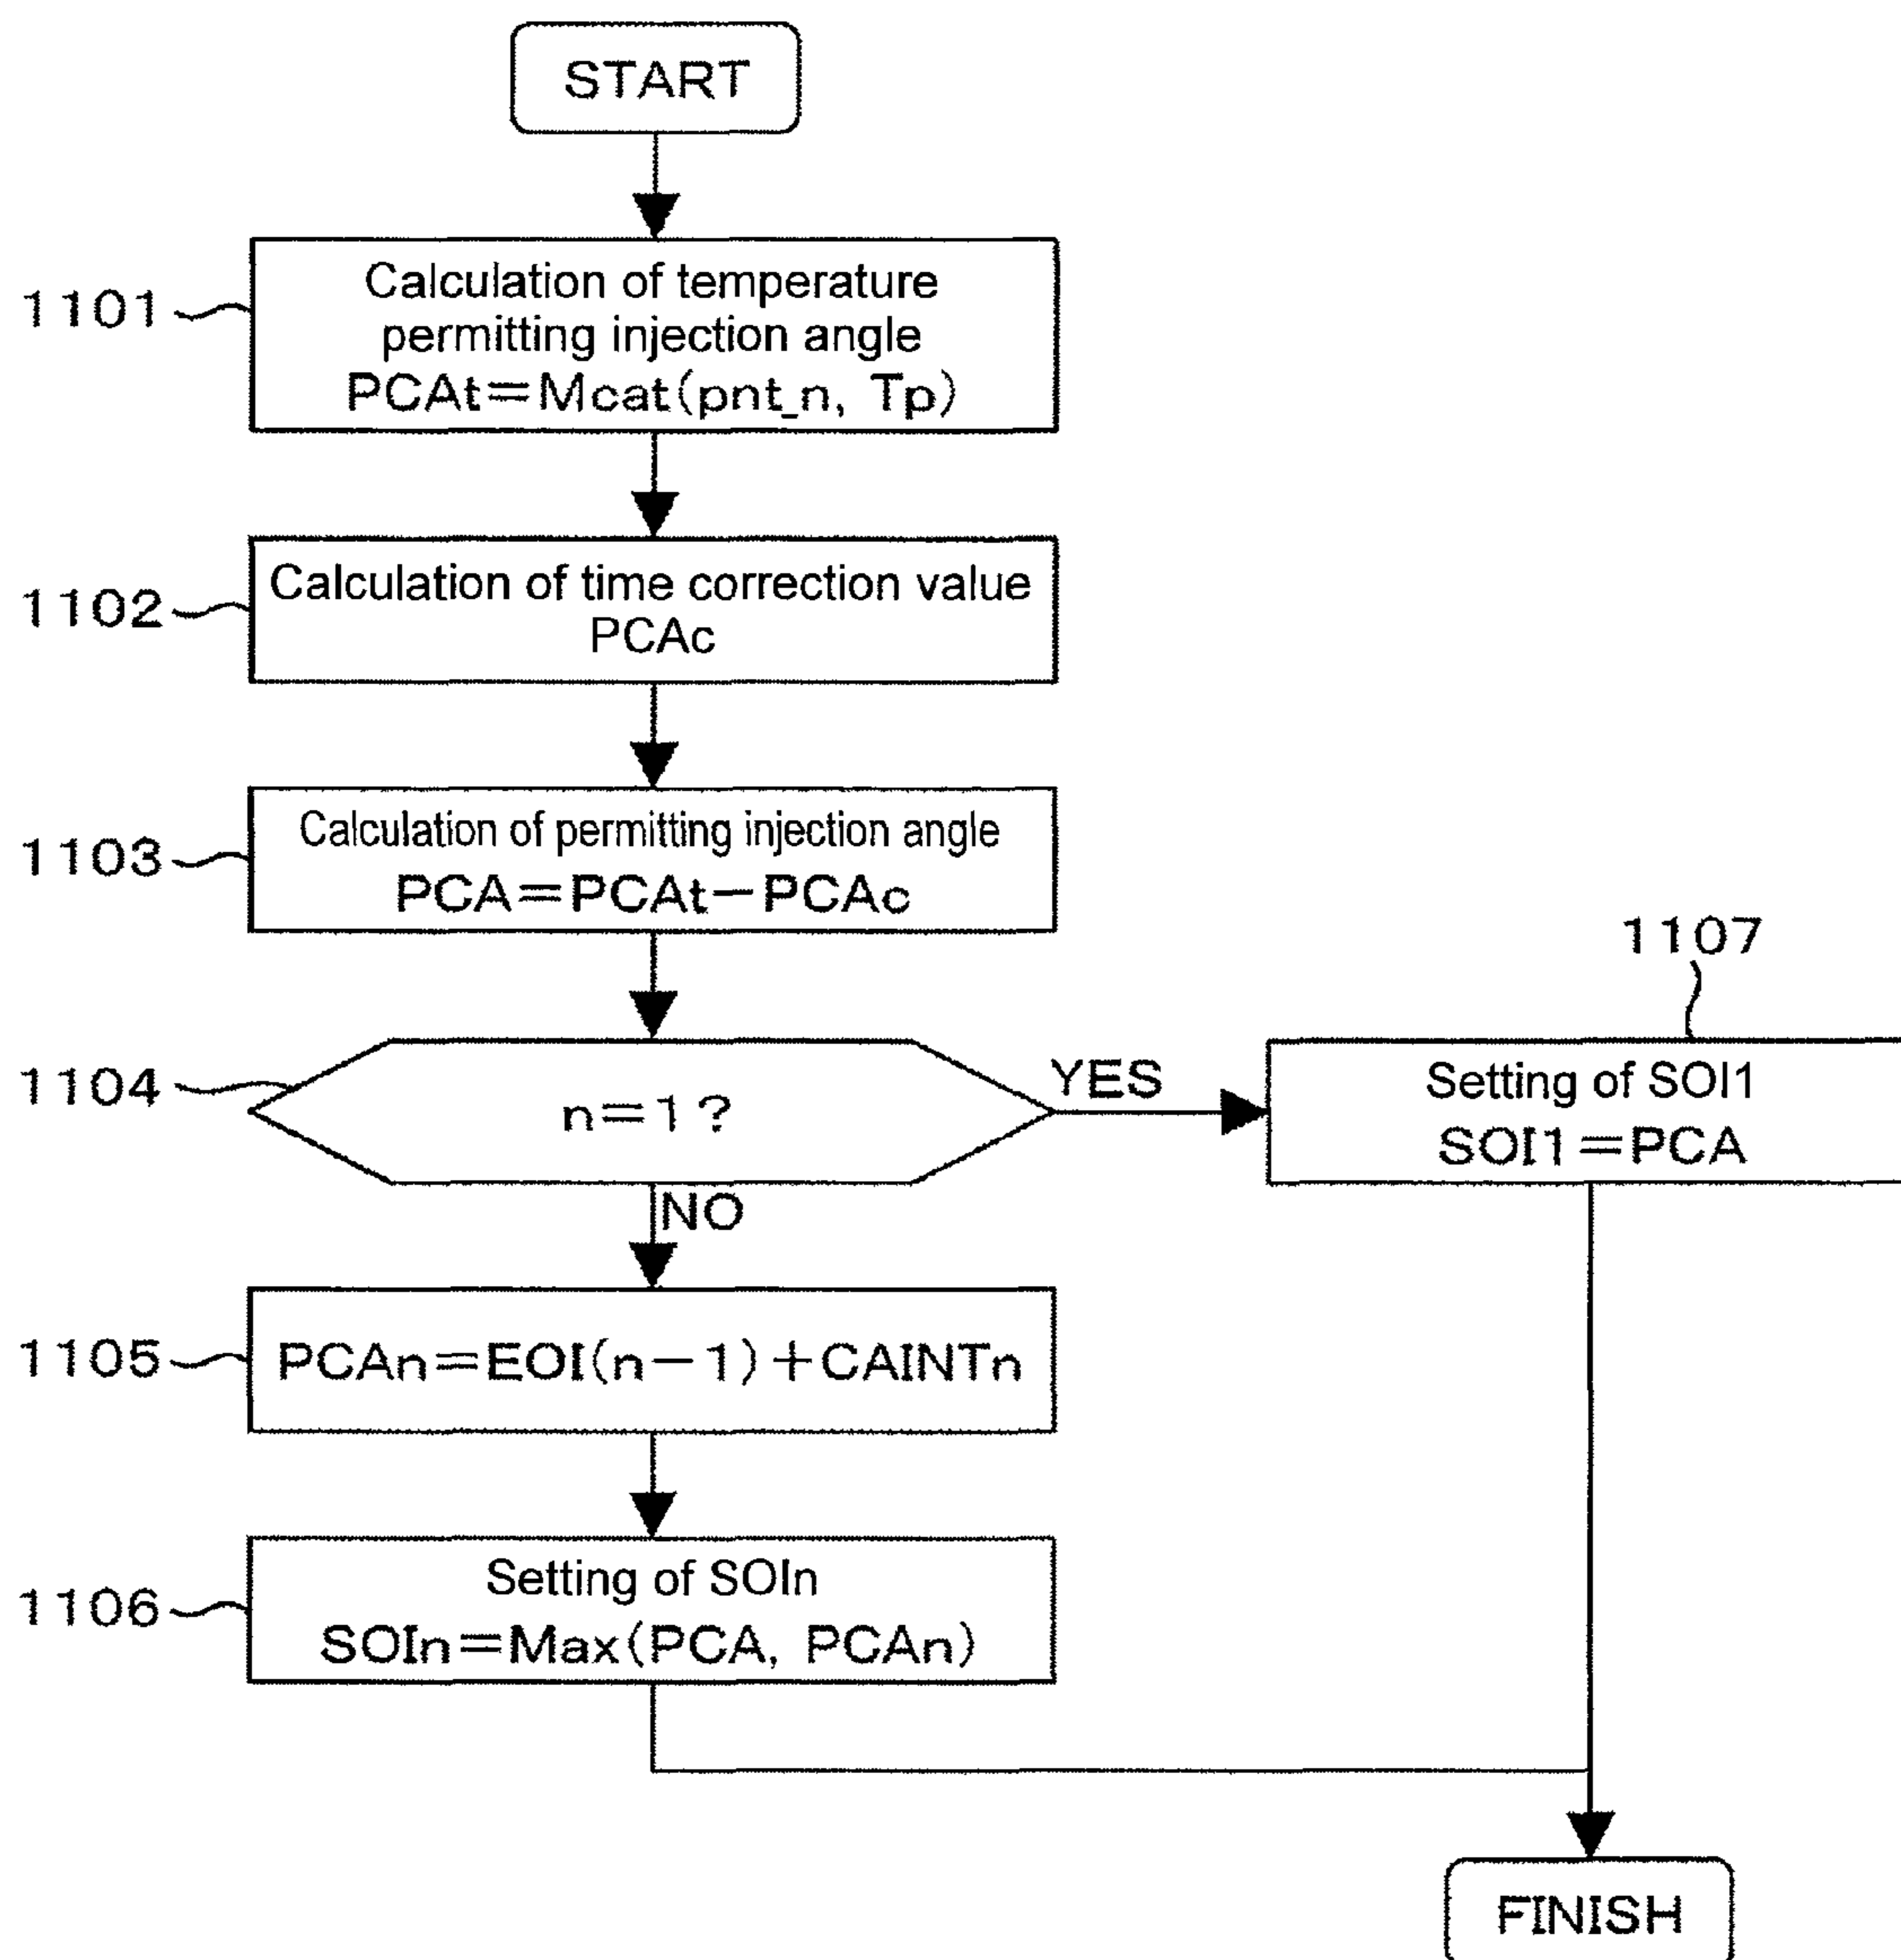 START
1101
Calculation of temperature
permitting injection angle
PCAt=Mcat(pnt_n, Tp)
1102
Calculation of time correction value
PCAc
1103
Calculation of permitting injection angle
PCA=PCAt-PCAc
1104
n=1?
YES
NO
1107
Setting of SOI1
SOI1=PCA
1105
PCAn=EOI(n-1)+CAINTn
1106
Setting of SOIn
SOIn=Max(PCA, PCAn)
FINISH